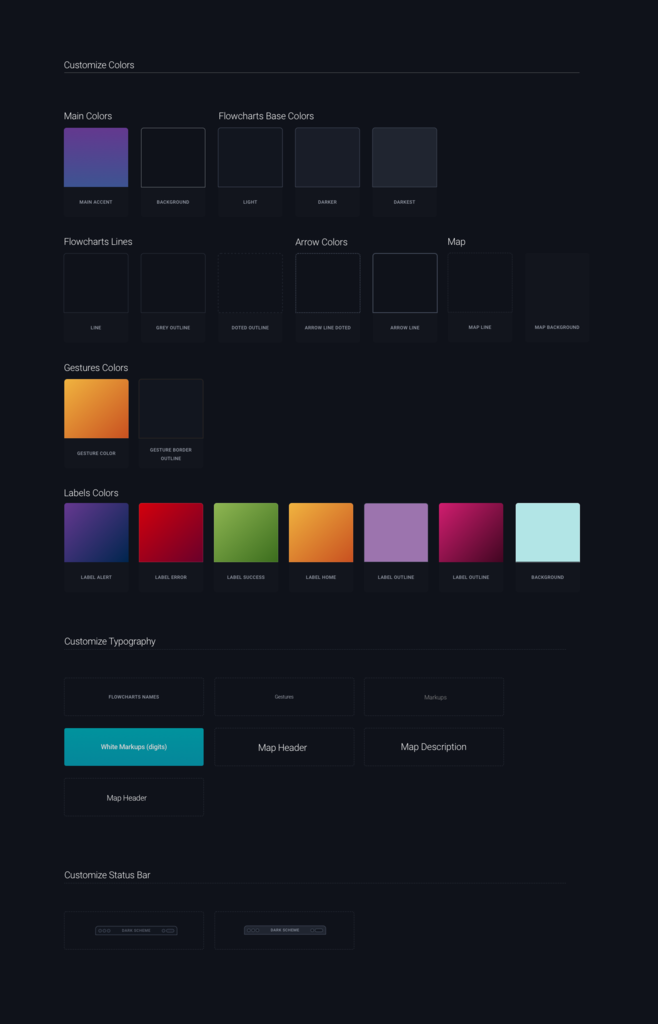 Customize Colors
Main Colors
Flowcharts Base Colors
MAIN ACCENT
BACKGROUND
LIGHT
DARKER
DARKEST
Flowcharts Lines
Arrow Colors
Map
LINE
GREY OUTLINE
DOTED OUTLINE
ARROW LINE DOTED
ARROW LINE
MAP LINE
MAP BACKGROUND
Gestures Colors
GESTURE COLOR
GESTURE BORDER
OUTLINE
Labels Colors
LABEL ALERT
LABEL ERROR
LABEL SUCCESS
LABEL HOME
LABEL OUTLINE
LABEL OUTLINE
BACKGROUND
Customize Typography
FLOWCHARTS NAMES
Gestures
Markups
White Markups (digits)
Map Header
Map Description
Map Header
Customize Status Bar
DARK SCHEME
DARK SCHEME